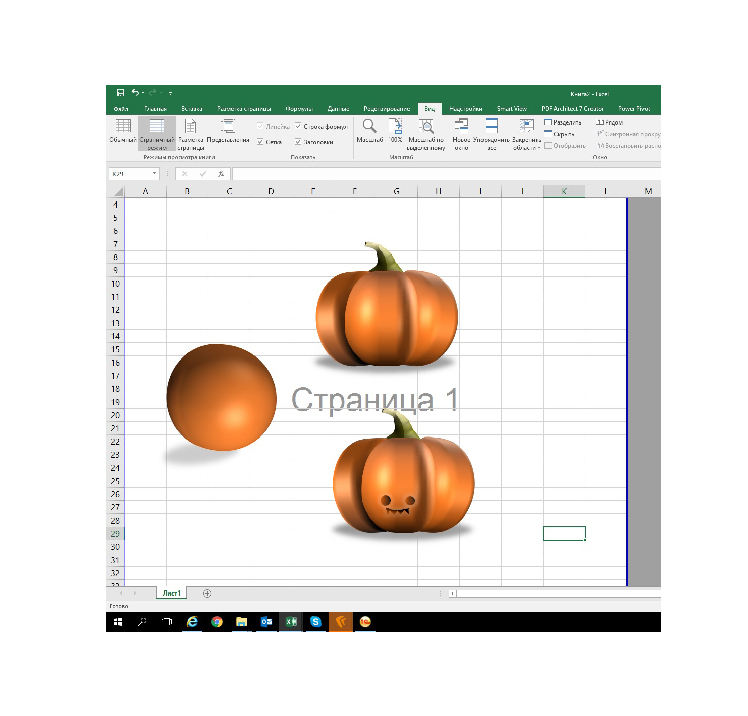 Книга2 - Excel
Файл Главная Вставка Разметка страницы Формулы Данные Рецензирование Вид Надстройки Smart View PDF Architect 7 Creator Power Pivot
Обычный Страничный режим Разметка страницы Представления
Линейка Строка формул
Сетка Заголовки
Масштаб 100% Масштаб по выделенному
Новое окно Упорядочить все Закрепить области
Разделить
Скрыть
Отобразить
Рядом
Синхронная прокру
Восстановить распо
Режимы просмотра книги Показать Масштаб Окно
K29 fx
A B C D E F G H I J K L M
4
5
6
7
8
9
10
11
12
13
14
15
16
17
18
19
20
21
22
23
24
25
26
27
28
29
30
31
32
33
Страница 1
Лист1
Готово